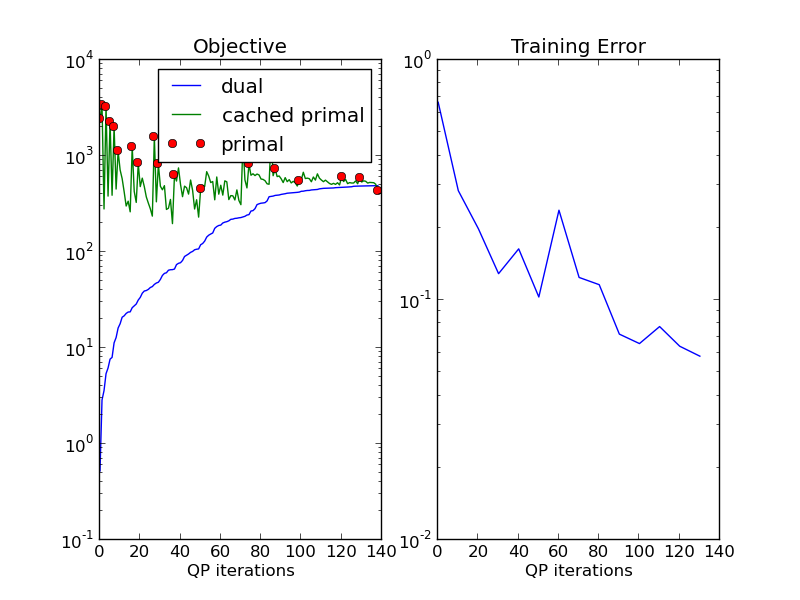 Objective
10^4
10^3
10^2
10^1
10^0
10^-1
dual
cached primal
primal
0 20 40 60 80 100 120 140
QP iterations
Training Error
10^0
10^-1
10^-2
0 20 40 60 80 100 120 140
QP iterations